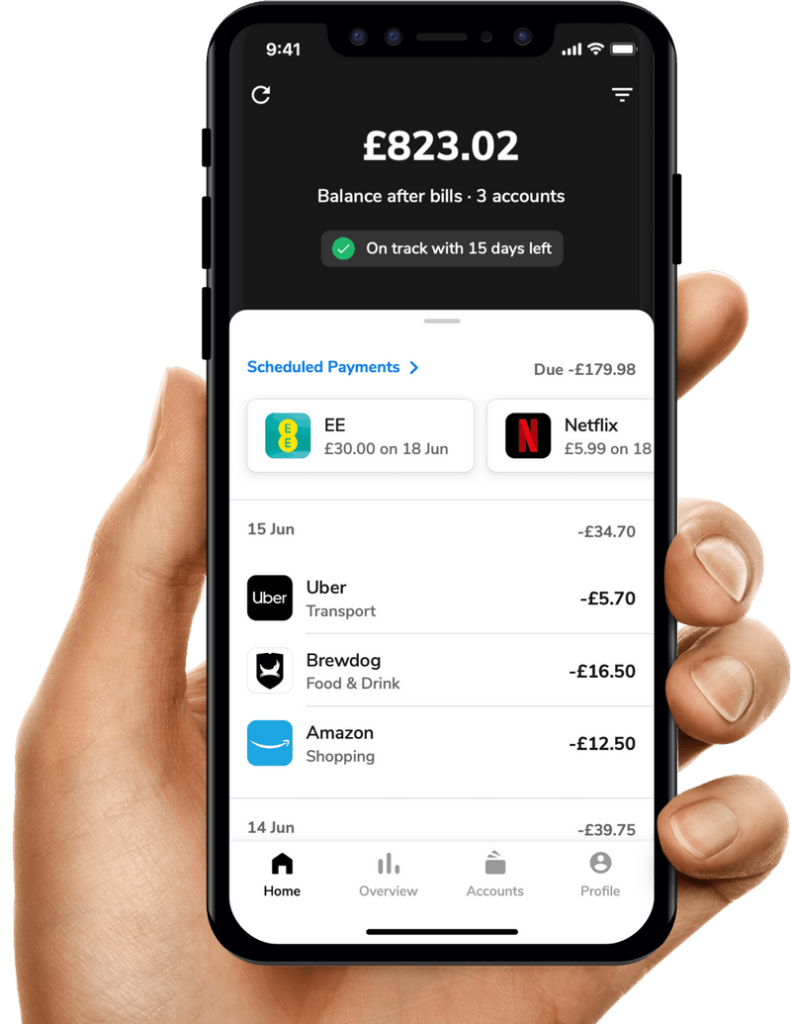 9:41
£823.02
Balance after bills · 3 accounts
On track with 15 days left
Scheduled Payments
Due -£179.98
EE
EE
£30.00 on 18 Jun
N
Netflix
£5.99 on 18
15 Jun
-£34.70
Uber
Uber
Transport
-£5.70
Brewdog
Food & Drink
-£16.50
Amazon
Shopping
-£12.50
14 Jun
-£39.75
Home
Overview
Accounts
Profile